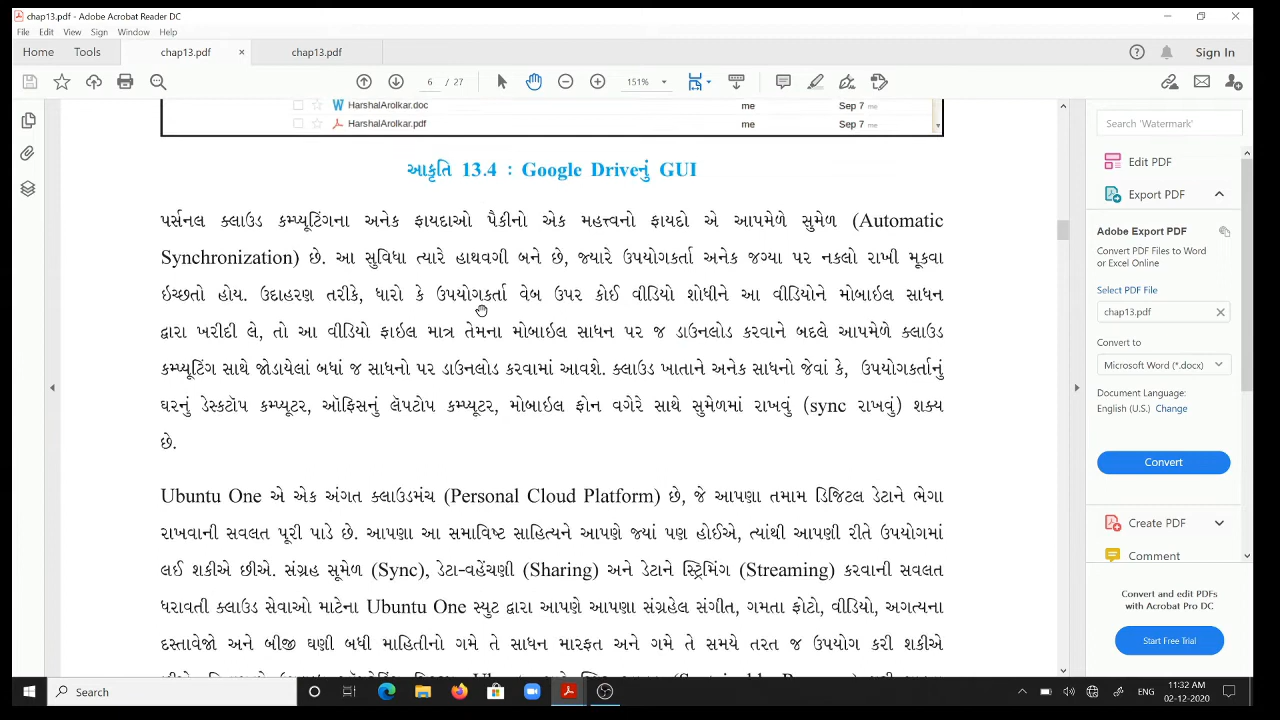 chap13.pdf - Adobe Acrobat Reader DC
File Edit View Sign Window Help
Home Tools chap13.pdf × chap13.pdf Sign In
6 / 27 151%
HarshalArolkar.doc me Sep 7 me
HarshalArolkar.pdf me Sep 7 me
આકૃતિ 13.4 : Google Driveનું GUI
પર્સનલ ક્લાઉડ કમ્પ્યૂટિંગના અનેક ફાયદાઓ પૈકીનો એક મહત્ત્વનો ફાયદો એ આપમેળે સુમેળ (Automatic
Synchronization) છે. આ સુવિધા ત્યારે હાથવગી બને છે, જ્યારે ઉપયોગકર્તા અનેક જગ્યા પર નકલો રાખી મૂકવા
ઇચ્છતો હોય. ઉદાહરણ તરીકે, ધારો કે ઉપયોગકર્તા વેબ ઉપર કોઈ વીડિયો શોધીને આ વીડિયોને મોબાઇલ સાધન
દ્વારા ખરીદી લે, તો આ વીડિયો ફાઇલ માત્ર તેમના મોબાઇલ સાધન પર જ ડાઉનલોડ કરવાને બદલે આપમેળે ક્લાઉડ
કમ્પ્યૂટિંગ સાથે જોડાયેલાં બધાં જ સાધનો પર ડાઉનલોડ કરવામાં આવશે. ક્લાઉડ ખાતાને અનેક સાધનો જેવાં કે, ઉપયોગકર્તાનું
ઘરનું ડેસ્કટૉપ કમ્પ્યૂટર, ઑફિસનું લૅપટોપ કમ્પ્યૂટર, મોબાઇલ ફોન વગેરે સાથે સુમેળમાં રાખવું (sync રાખવું) શક્ય
છે.
Ubuntu One એ એક અંગત ક્લાઉડમંચ (Personal Cloud Platform) છે, જે આપણા તમામ ડિજિટલ ડેટાને ભેગા
રાખવાની સવલત પૂરી પાડે છે. આપણા આ સમાવિષ્ટ સાહિત્યને આપણે જ્યાં પણ હોઈએ, ત્યાંથી આપણી રીતે ઉપયોગમાં
લઈ શકીએ છીએ. સંગ્રહ સૂમેળ (Sync), ડેટા-વહેંચણી (Sharing) અને ડેટાને સ્ટ્રિમિંગ (Streaming) કરવાની સવલત
ધરાવતી ક્લાઉડ સેવાઓ માટેના Ubuntu One સ્યુટ દ્વારા આપણે આપણા સંગ્રહેલ સંગીત, ગમતા ફોટો, વીડિયો, અગત્યના
દસ્તાવેજો અને બીજી ઘણી બધી માહિતીનો ગમે તે સાધન મારફત અને ગમે તે સમયે તરત જ ઉપયોગ કરી શકીએ
Search 'Watermark'
Edit PDF
Export PDF
Adobe Export PDF
Convert PDF Files to Word
or Excel Online
Select PDF File
chap13.pdf ×
Convert to
Microsoft Word (*.docx)
Document Language:
English (U.S.) Change
Convert
Create PDF
Comment
Convert and edit PDFs
with Acrobat Pro DC
Start Free Trial
Search
ENG
11:32 AM
02-12-2020